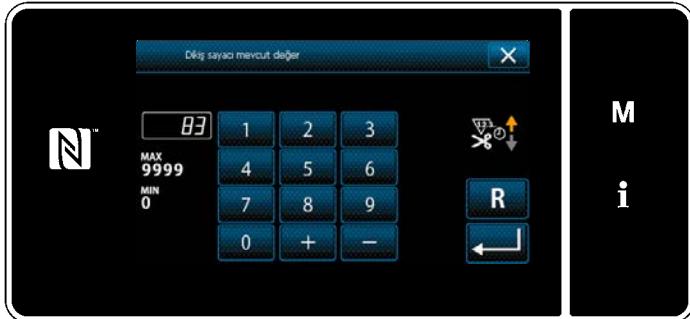 Dikiş sayacı mevcut değer
83
1 2 3
MAX
9999
4 5 6
MIN
0
7 8 9
R
0 + −
M
i
123